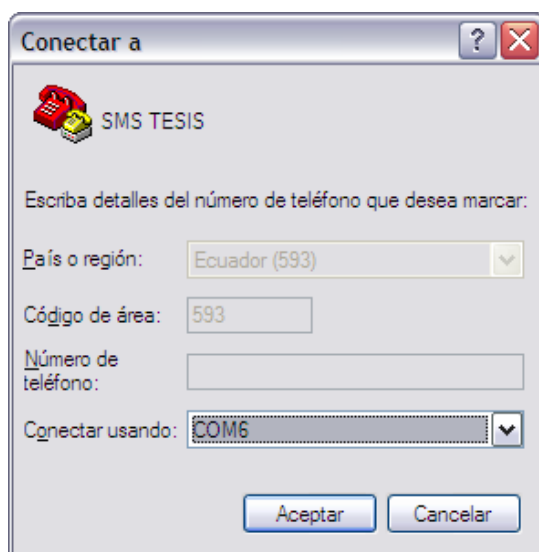 Conectar a
?
SMS TESIS
Escriba detalles del número de teléfono que desea marcar:
País o región: Ecuador (593)
Código de área: 593
Número de
teléfono:
Conectar usando: COM6
Aceptar Cancelar